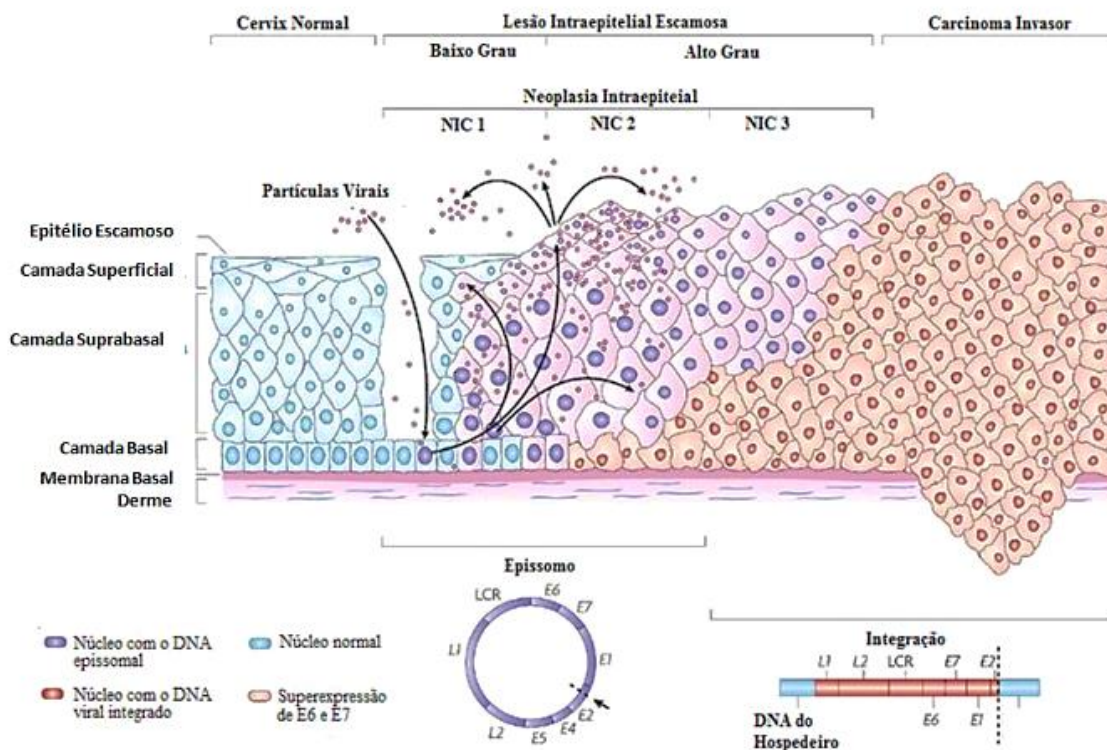 Cervix Normal
Lesão Intraepitelial Escamosa
Carcinoma Invasor
Baixo Grau
Alto Grau
Neoplasia Intraepiteial
NIC 1
NIC 2
NIC 3
Partículas Virais
Epitélio Escamoso
Camada Superficial
Camada Suprabasal
Camada Basal
Membrana Basal
Derme
Epissomo
LCR
E6
E7
L1
E1
E2
L2
E5
E4
Núcleo com o DNA
epissomal
Núcleo normal
Núcleo com o DNA
viral integrado
Superexpressão
de E6 e E7
Integração
L1
L2
LCR
E7
E2
DNA do
Hospedeiro
E6
E1